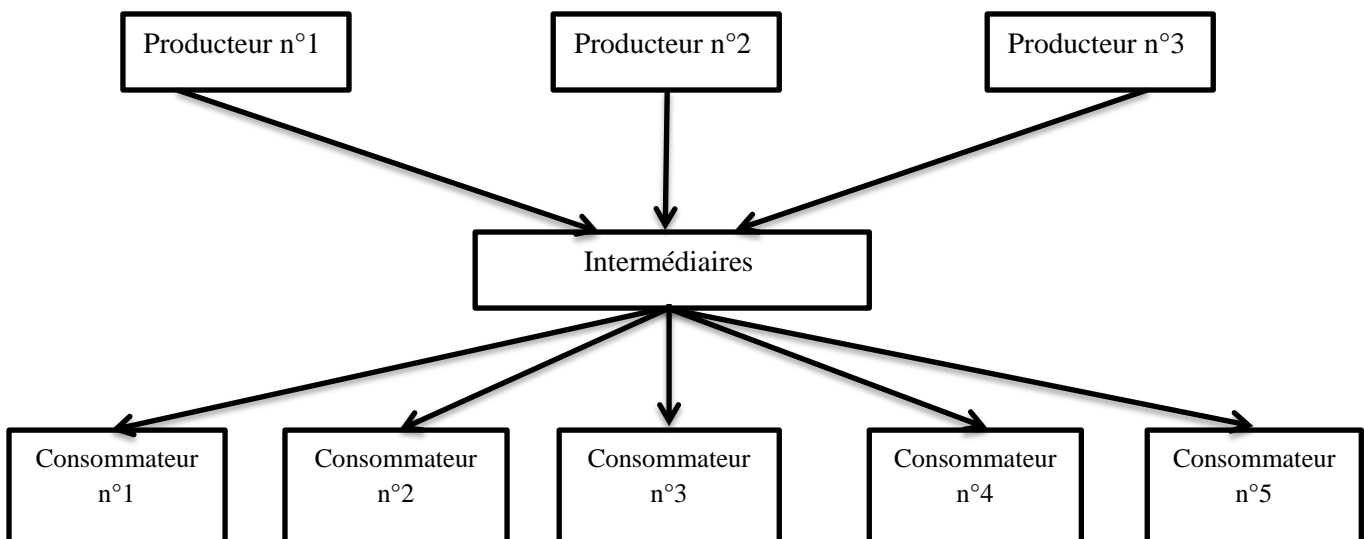 Producteur n°1
Producteur n°2
Producteur n°3
Intermédiaires
Consommateur
n°1
Consommateur
n°2
Consommateur
n°3
Consommateur
n°4
Consommateur
n°5